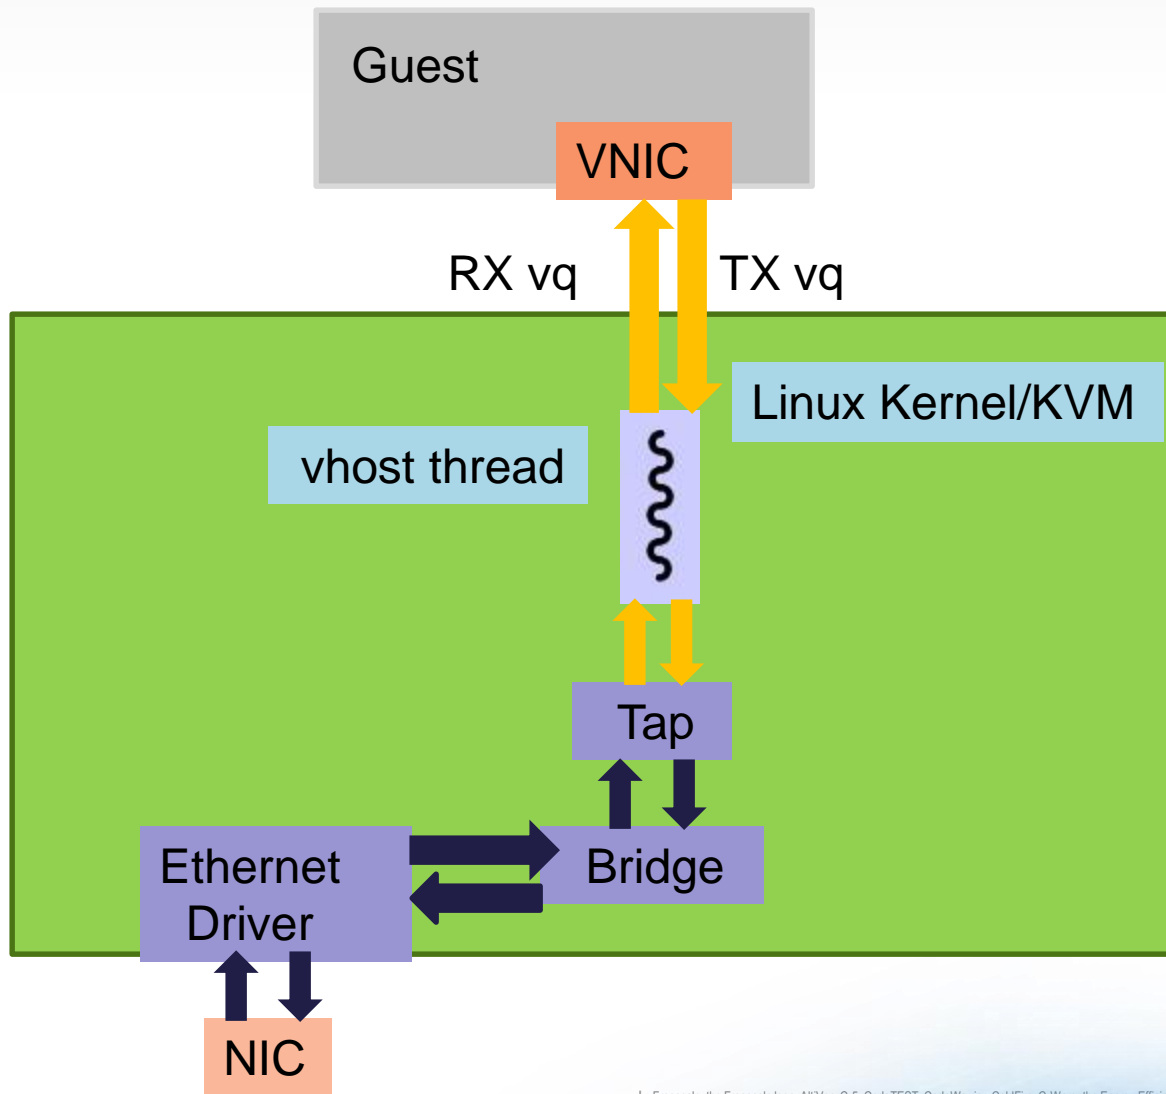 Guest
VNIC
RX vq
TX vq
Linux Kernel/KVM
vhost thread
Tap
Ethernet
Driver
Bridge
NIC